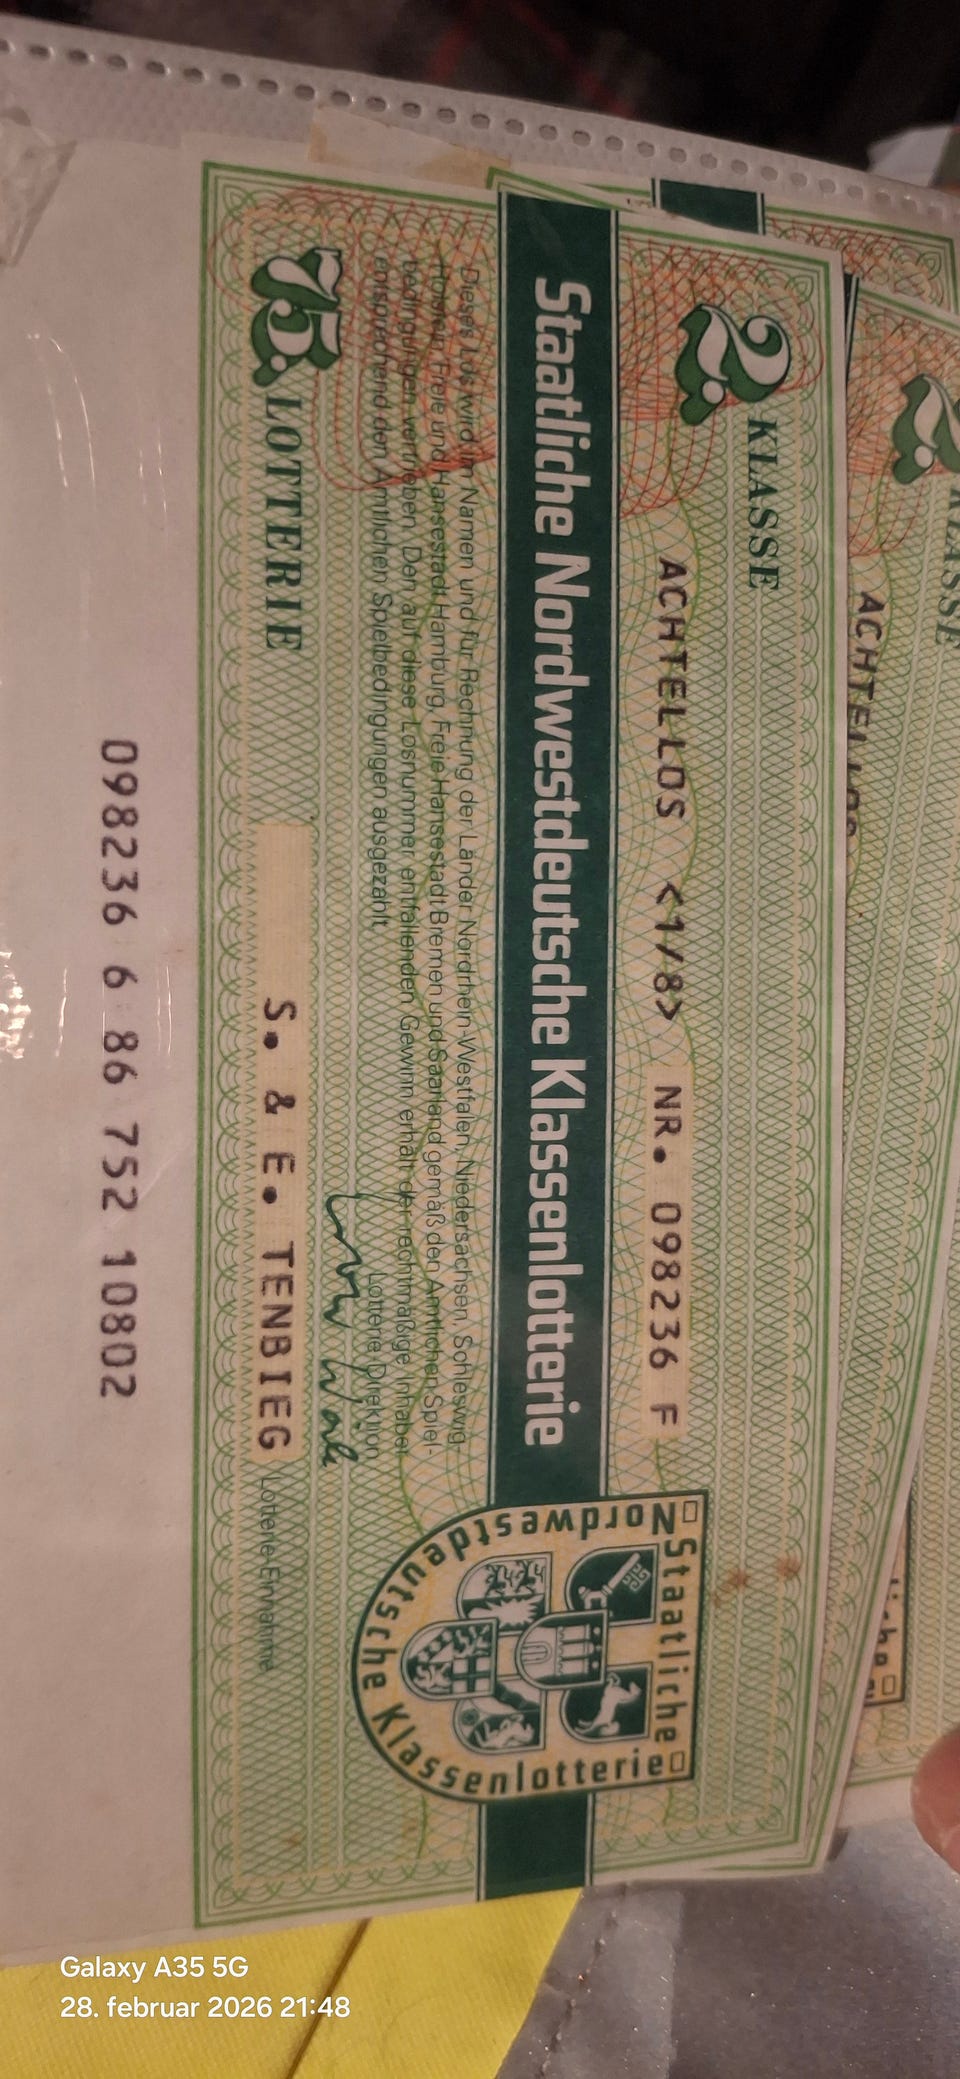 2. KLASSE
ACHTELLOS <1/8> NR. 098236 F
Staatliche Nordwestdeutsche Klassenlotterie
Dieses Los wird im Namen und für Rechnung der Länder Nordrhein-Westfalen, Niedersachsen, Schleswig-
Holstein, Freie und Hansestadt Hamburg, Freie Hansestadt Bremen und Saarland gemäß den Amtlichen Spiel-
bedingungen vertrieben. Den auf diese Losnummer entfallenden Gewinn erhält der rechtmäßige Inhaber
entsprechend den Amtlichen Spielbedingungen ausgezahlt.
Lotterie-Direktion
75. LOTTERIE
S. & E. TENBIEG
Lotterie-Einnahme
Staatliche
Nordwestdeutsche Klassenlotterie
098236 6 86 752 10802
KLASSE
ACHTELLOS
Galaxy A35 5G
28. februar 2026 21:48